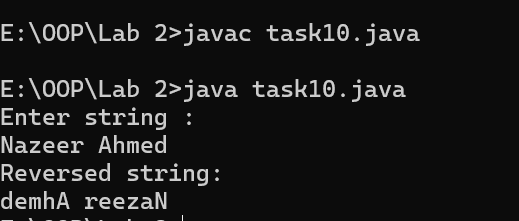 E:\OOP\Lab 2>javac task10.java
E:\OOP\Lab 2>java task10.java
Enter string :
Nazeer Ahmed
Reversed string:
demhA reezaN